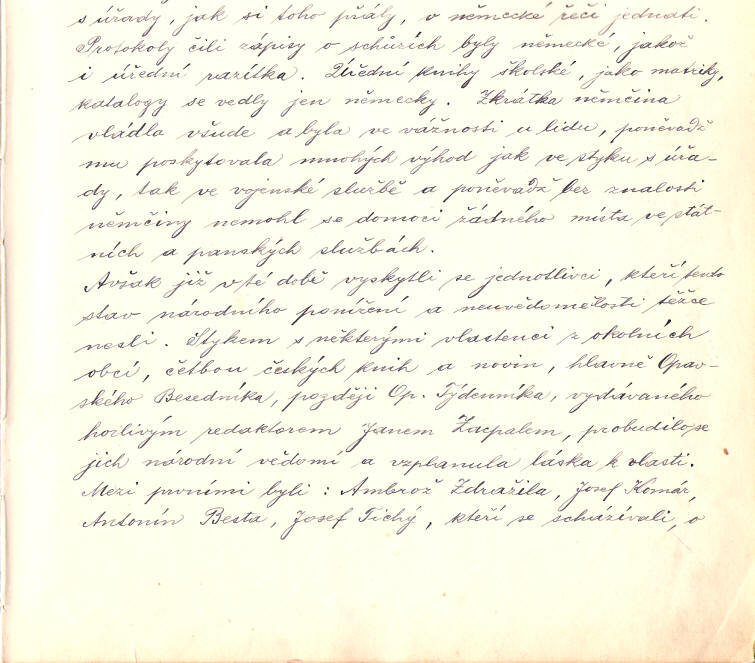 s úřady, jak si toho přály, v německé řeči jednati.
Protokoly čili zápisy o schůzích byly německé, jakož
i úřední razítka. Úřední knihy školské, jako matriky,
katalogy se vedly jen německy. Zkrátka němčina
vládla všude a byla ve vážnosti u lidu, poněvadž
mu poskytovala mnohých výhod jak ve styku s úřa-
dy, tak ve vojenské službě a poněvadž bez znalosti
němčiny nemohl se domoci žádného místa ve stát-
ních a panských službách.
Avšak již v té době vyskytli se jednotlivci, kteří tento
stav národního ponížení a neuvědomělosti těžce
nesli. Stykem s některými vlastenci z okolních
obcí, četbou českých knih a novin, hlavně Opav-
ského Besedníka, později Op. Týdenníka, vydávaného
horlivým redaktorem Janem Zacpalem, probudilo se
jich národní vědomí a vzplanula láska k vlasti.
Mezi prvními byli: Ambrož Zdražila, Josef Komár,
Antonín Besta, Josef Tichý, kteří se scházívali, o